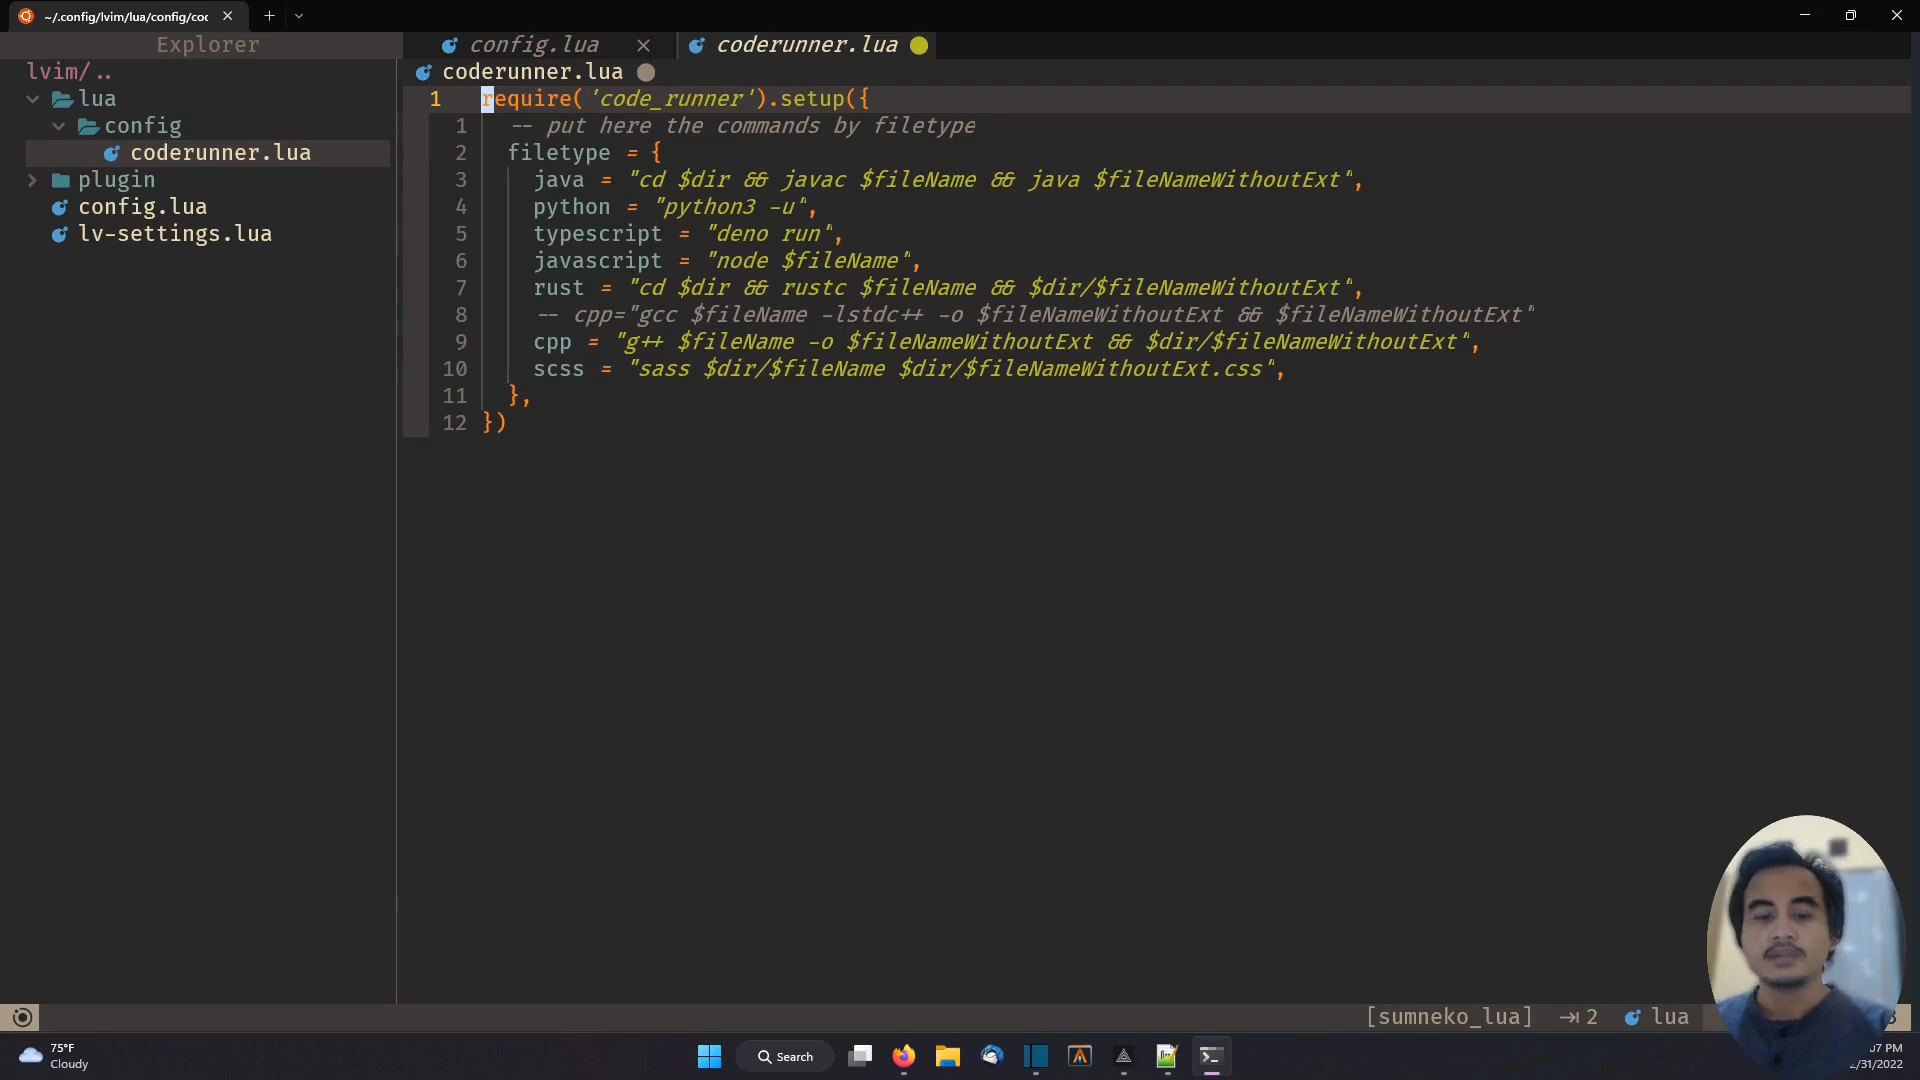 ~/.config/lvim/lua/config/cod
Explorer
config.lua
coderunner.lua
lvim/..
coderunner.lua
lua
config
coderunner.lua
plugin
config.lua
lv-settings.lua
1 require('code_runner').setup({
1 -- put here the commands by filetype
2 filetype = {
3 java = "cd $dir && javac $fileName && java $fileNameWithoutExt",
4 python = "python3 -u",
5 typescript = "deno run",
6 javascript = "node $fileName",
7 rust = "cd $dir && rustc $fileName && $dir/$fileNameWithoutExt",
8 -- cpp="gcc $fileName -lstdc++ -o $fileNameWithoutExt && $fileNameWithoutExt"
9 cpp = "g++ $fileName -o $fileNameWithoutExt && $dir/$fileNameWithoutExt",
10 scss = "sass $dir/$fileName $dir/$fileNameWithoutExt.css",
11 },
12 })
[sumneko_lua] 2 lua
75°F
Cloudy
Search
07 PM
/31/2022